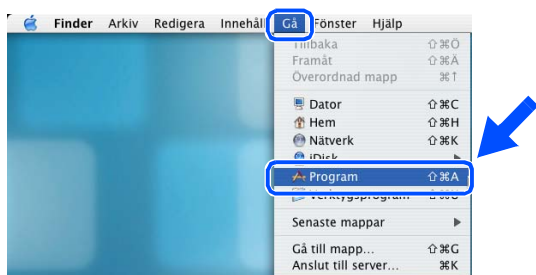 Finder Arkiv Redigera Innehåll Gå Fönster Hjälp
Tillbaka ⇧⌘Ö
Framåt ⇧⌘Ä
Överordnad mapp ⌘↑
Dator ⇧⌘C
Hem ⇧⌘H
Nätverk ⇧⌘K
iDisk ▶
Program ⇧⌘A
Verktygsprogram ⇧⌘U
Senaste mappar ▶
Gå till mapp... ⇧⌘G
Anslut till server... ⌘K